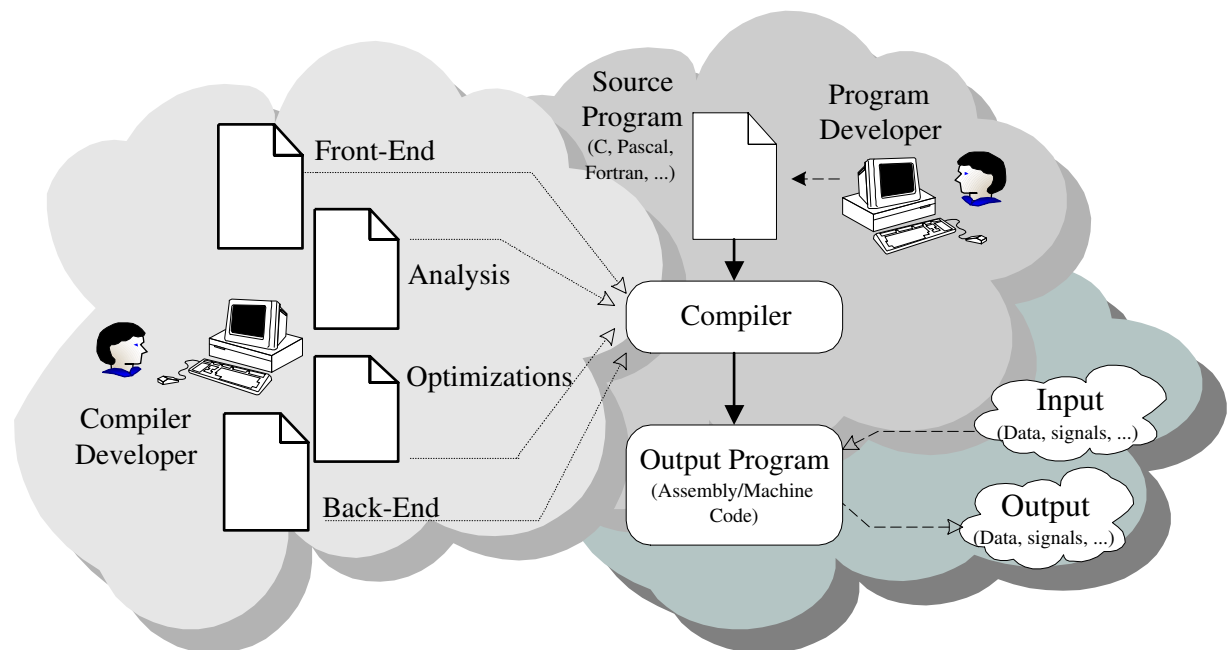 Front-End
Analysis
Optimizations
Back-End
Compiler
Developer
Source
Program
(C, Pascal,
Fortran, ...)
Program
Developer
Compiler
Output Program
(Assembly/Machine
Code)
Input
(Data, signals, ...)
Output
(Data, signals, ...)